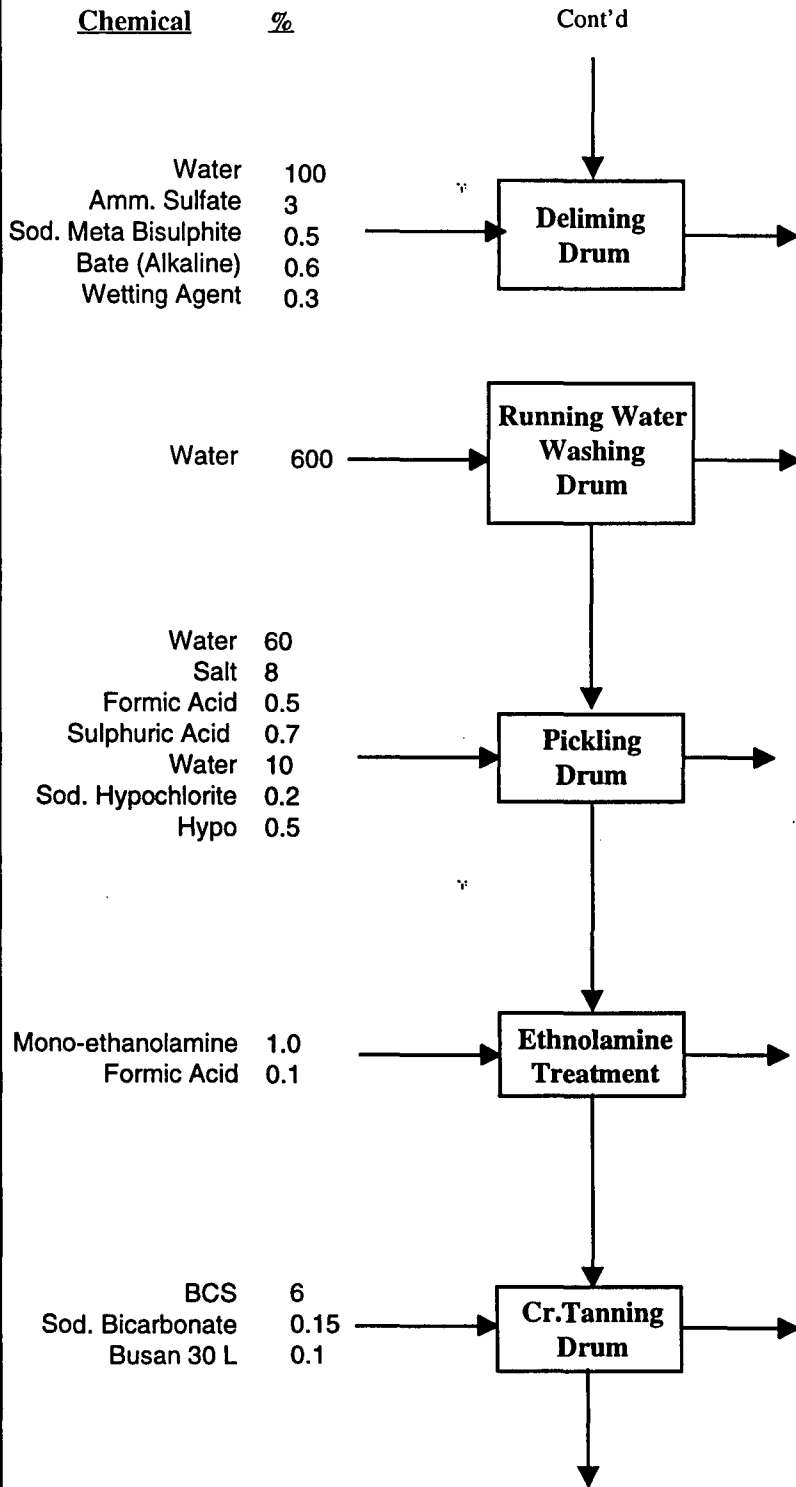 Chemical % Cont'd
Water 100
Amm. Sulfate 3
Sod. Meta Bisulphite 0.5
Bate (Alkaline) 0.6
Wetting Agent 0.3
Deliming
Drum
Water 600
Running Water
Washing
Drum
Water 60
Salt 8
Formic Acid 0.5
Sulphuric Acid 0.7
Water 10
Sod. Hypochlorite 0.2
Hypo 0.5
Pickling
Drum
Mono-ethanolamine 1.0
Formic Acid 0.1
Ethnolamine
Treatment
BCS 6
Sod. Bicarbonate 0.15
Busan 30 L 0.1
Cr.Tanning
Drum